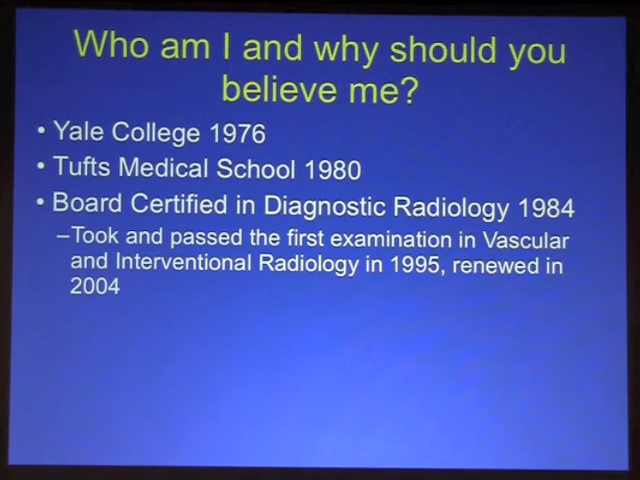 Who am I and why should you
believe me?
• Yale College 1976
• Tufts Medical School 1980
• Board Certified in Diagnostic Radiology 1984
–Took and passed the first examination in Vascular
and Interventional Radiology in 1995, renewed in
2004